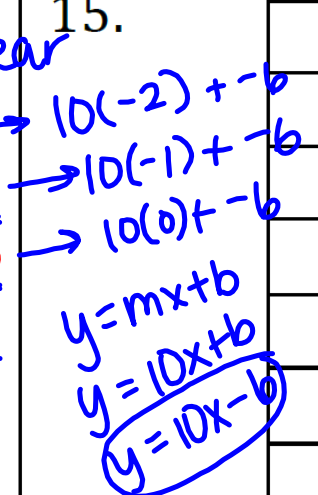 15.
ear
→ 10(-2) + -6
→ 10(-1) + -6
→ 10(0) + -6
y=mx+b
y=10x+b
y=10x-6